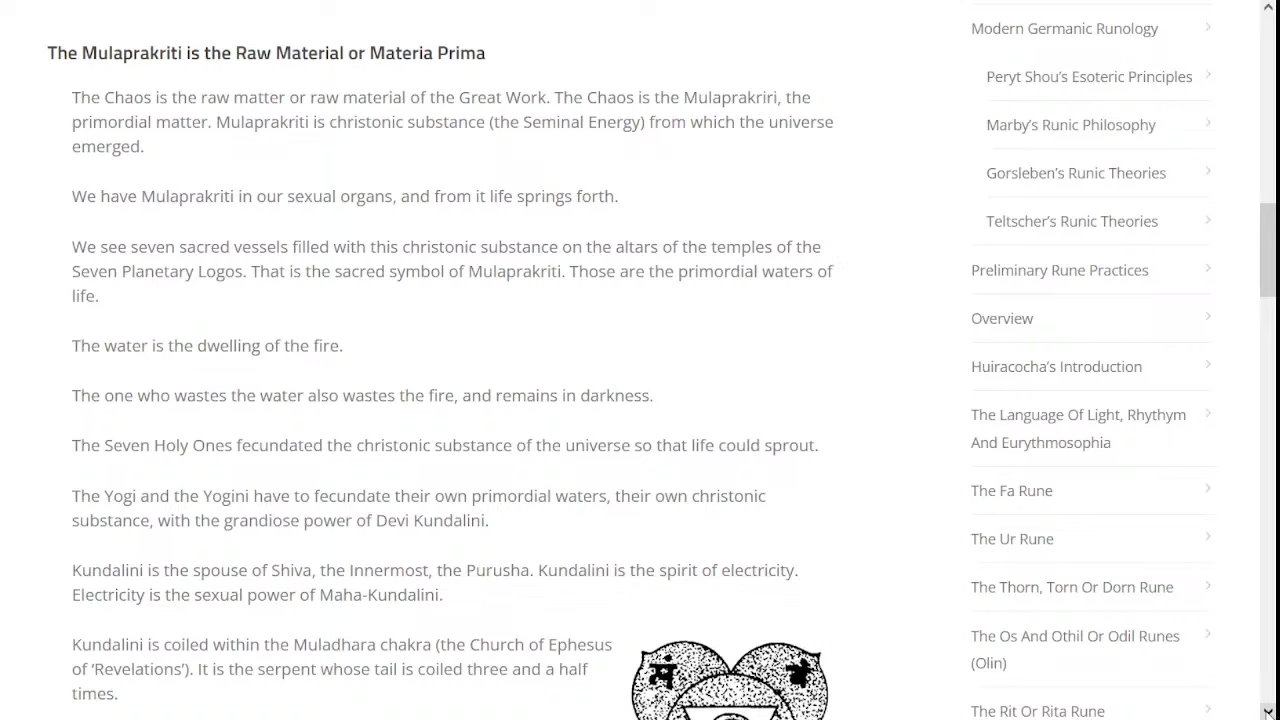 The Mulaprakriti is the Raw Material or Materia Prima
The Chaos is the raw matter or raw material of the Great Work. The Chaos is the Mulaprakriri, the
primordial matter. Mulaprakriti is christonic substance (the Seminal Energy) from which the universe
emerged.
We have Mulaprakriti in our sexual organs, and from it life springs forth.
We see seven sacred vessels filled with this christonic substance on the altars of the temples of the
Seven Planetary Logos. That is the sacred symbol of Mulaprakriti. Those are the primordial waters of
life.
The water is the dwelling of the fire.
The one who wastes the water also wastes the fire, and remains in darkness.
The Seven Holy Ones fecundated the christonic substance of the universe so that life could sprout.
The Yogi and the Yogini have to fecundate their own primordial waters, their own christonic
substance, with the grandiose power of Devi Kundalini.
Kundalini is the spouse of Shiva, the Innermost, the Purusha. Kundalini is the spirit of electricity.
Electricity is the sexual power of Maha-Kundalini.
Kundalini is coiled within the Muladhara chakra (the Church of Ephesus
of ‘Revelations’). It is the serpent whose tail is coiled three and a half
times.
Modern Germanic Runology
Peryt Shou’s Esoteric Principles
Marby’s Runic Philosophy
Gorsleben’s Runic Theories
Teltscher’s Runic Theories
Preliminary Rune Practices
Overview
Huiracocha’s Introduction
The Language Of Light, Rhythym
And Eurythmosophia
The Fa Rune
The Ur Rune
The Thorn, Torn Or Dorn Rune
The Os And Othil Or Odil Runes
(Olin)
The Rit Or Rita Rune